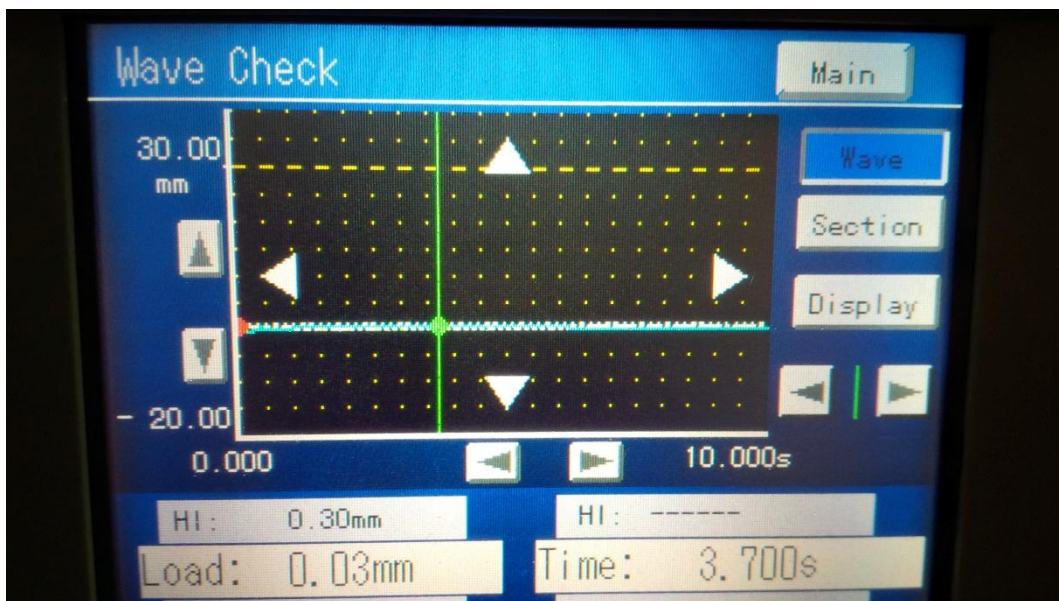 Wave Check
Main
30.00
mm
Wave
Section
Display
- 20.00
0.000
10.000s
HI: 0.30mm
HI: ------
Load: 0.03mm
Time: 3.700s